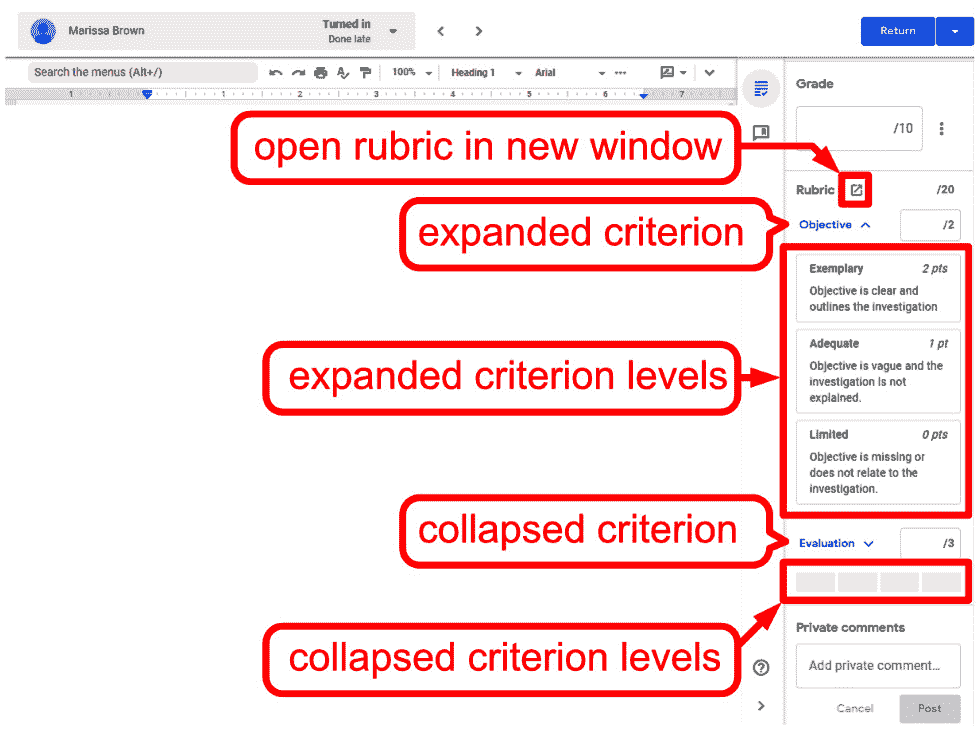 Marissa Brown
Turned in
Done late
Return
Search the menus (Alt+/)
100%
Heading 1
Arial
1 1 2 3 4 5 6 7
Grade
/10
open rubric in new window
Rubric
/20
expanded criterion
Objective
/2
Exemplary 2 pts
Objective is clear and
outlines the investigation
expanded criterion levels
Adequate 1 pt
Objective is vague and the
investigation is not
explained.
Limited 0 pts
Objective is missing or
does not relate to the
investigation.
collapsed criterion
Evaluation
/3
collapsed criterion levels
Private comments
Add private comment...
Cancel
Post